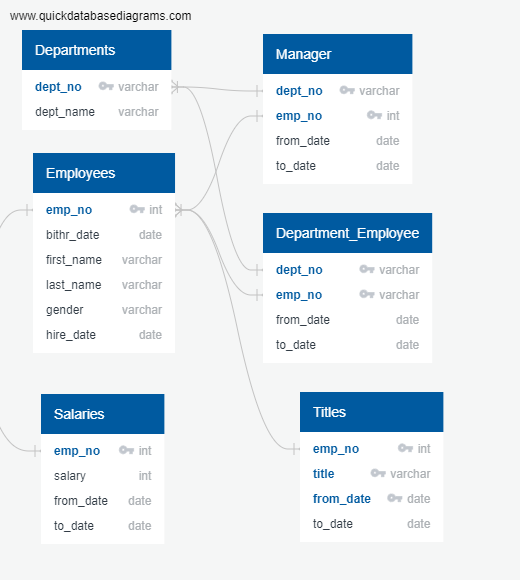 www.quickdatabasediagrams.com
Departments
dept_no varchar
dept_name varchar
Manager
dept_no varchar
emp_no int
from_date date
to_date date
Employees
emp_no int
bithr_date date
first_name varchar
last_name varchar
gender varchar
hire_date date
Department_Employee
dept_no varchar
emp_no varchar
from_date date
to_date date
Salaries
emp_no int
salary int
from_date date
to_date date
Titles
emp_no int
title varchar
from_date date
to_date date